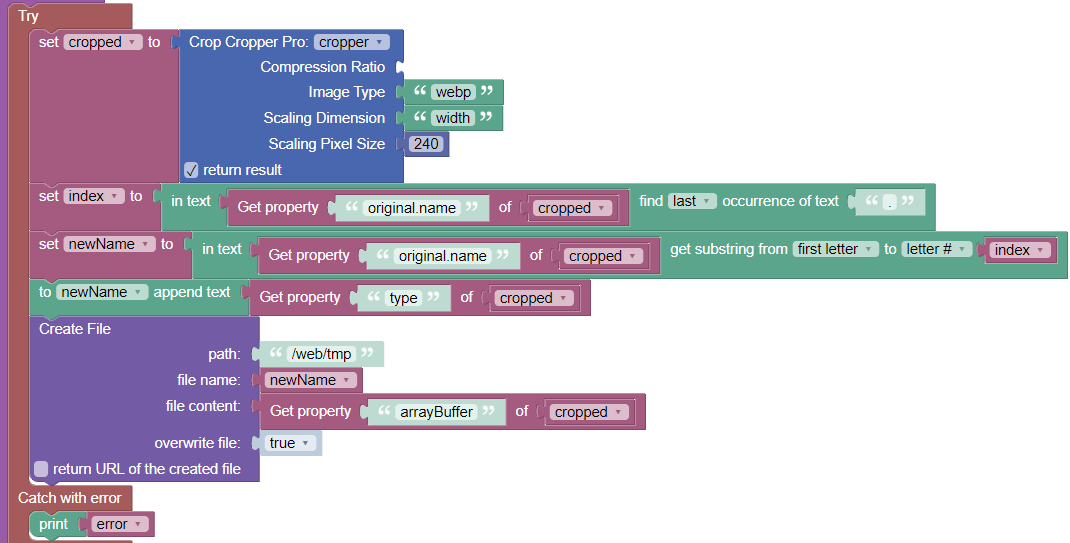 Try
set cropped to Crop Cropper Pro: cropper
Compression Ratio
Image Type “ webp ”
Scaling Dimension “ width ”
Scaling Pixel Size 240
return result
set index to in text Get property “ original.name ” of cropped find last occurrence of text “ . ”
set newName to in text Get property “ original.name ” of cropped get substring from first letter to letter # index
to newName append text Get property “ type ” of cropped
Create File
path: “ /web/tmp ”
file name: newName
file content: Get property “ arrayBuffer ” of cropped
overwrite file: true
return URL of the created file
Catch with error
print error